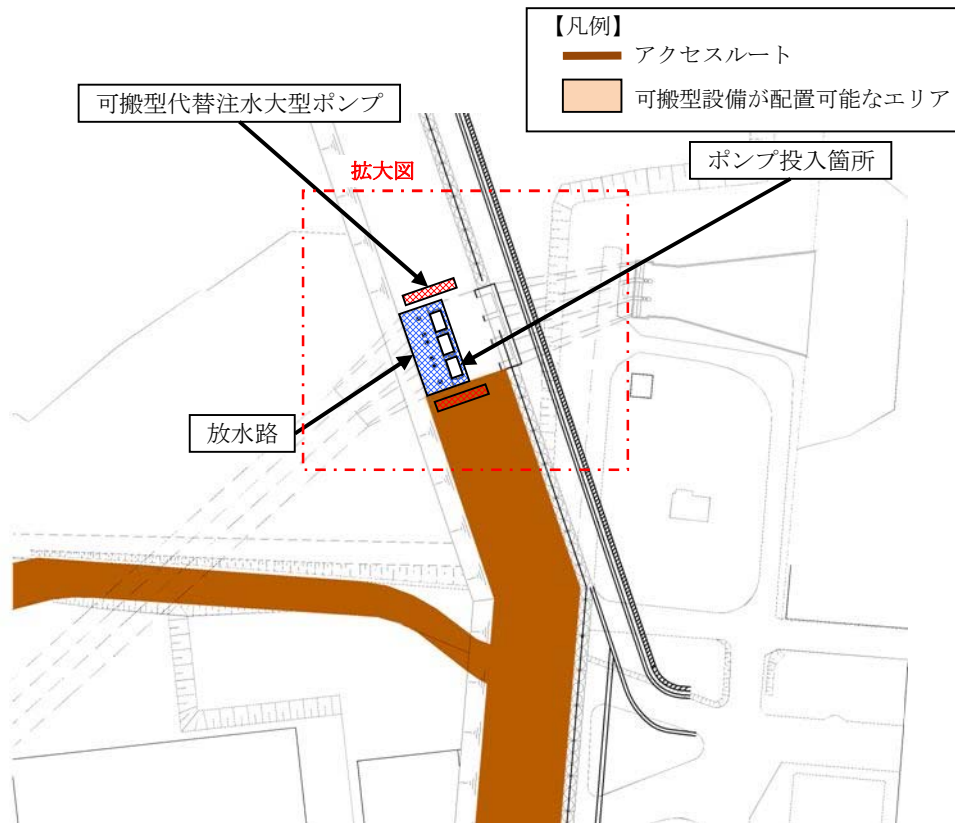 【凡例】
アクセスルート
可搬型設備が配置可能なエリア
可搬型代替注水大型ポンプ
ポンプ投入箇所
拡大図
放水路